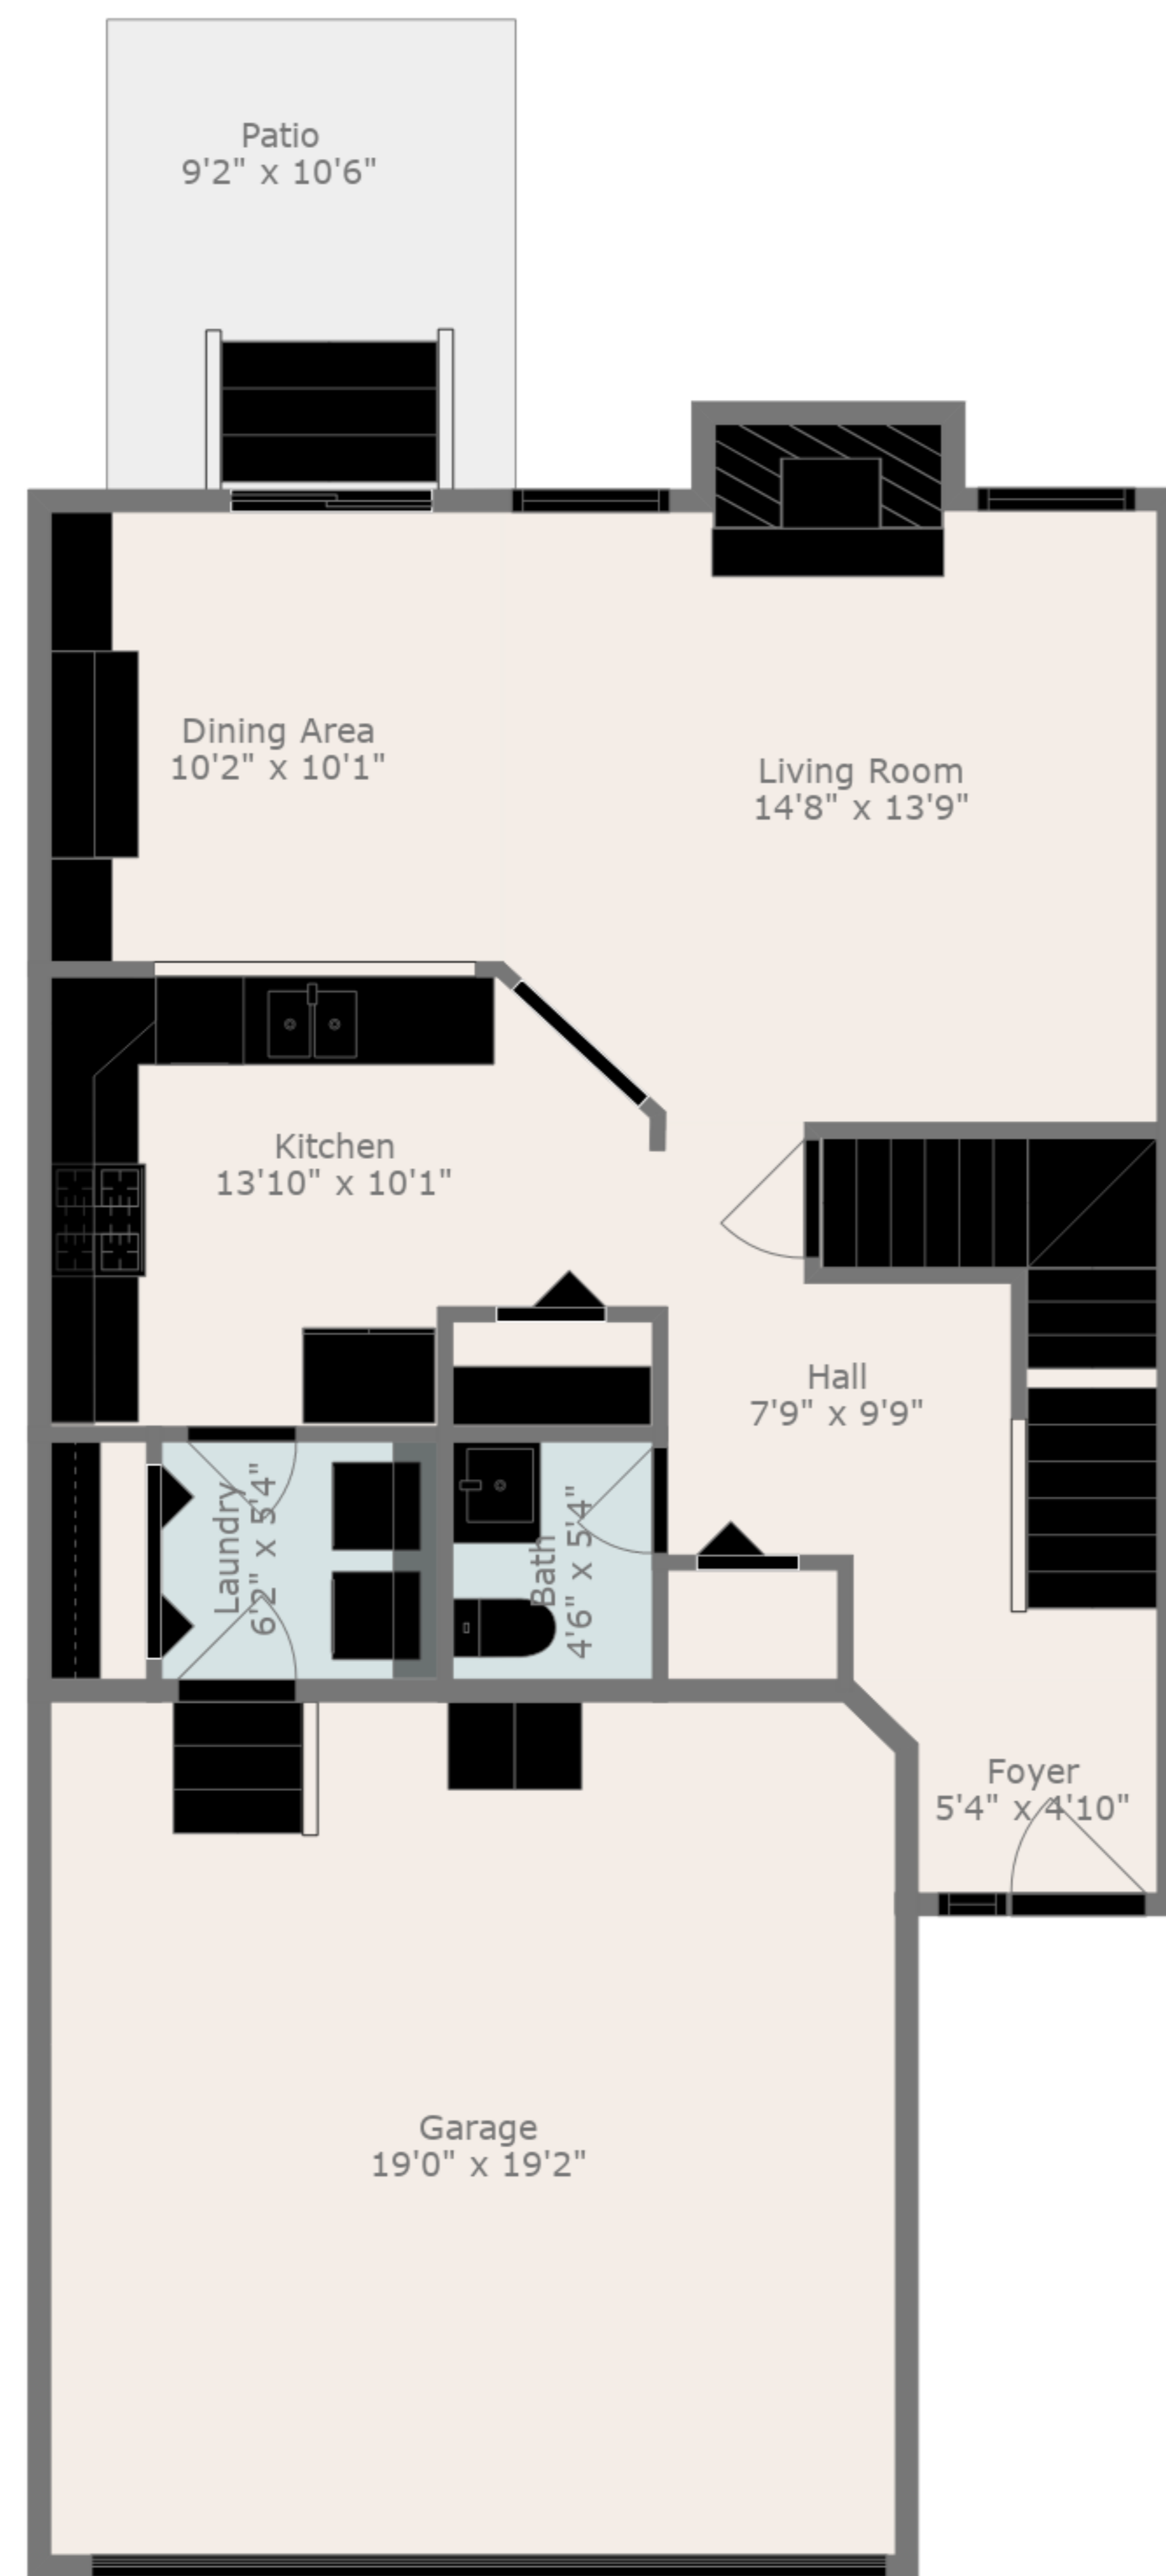 Patio
9'2" x 10'6"
Dining Area
10'2" x 10'1"
Living Room
14'8" x 13'9"
Kitchen
13'10" x 10'1"
Hall
7'9" x 9'9"
Laundry
6'2" x 5'4"
Bath
4'6" x 5'4"
Foyer
5'4" x 4'10"
Garage
19'0" x 19'2"